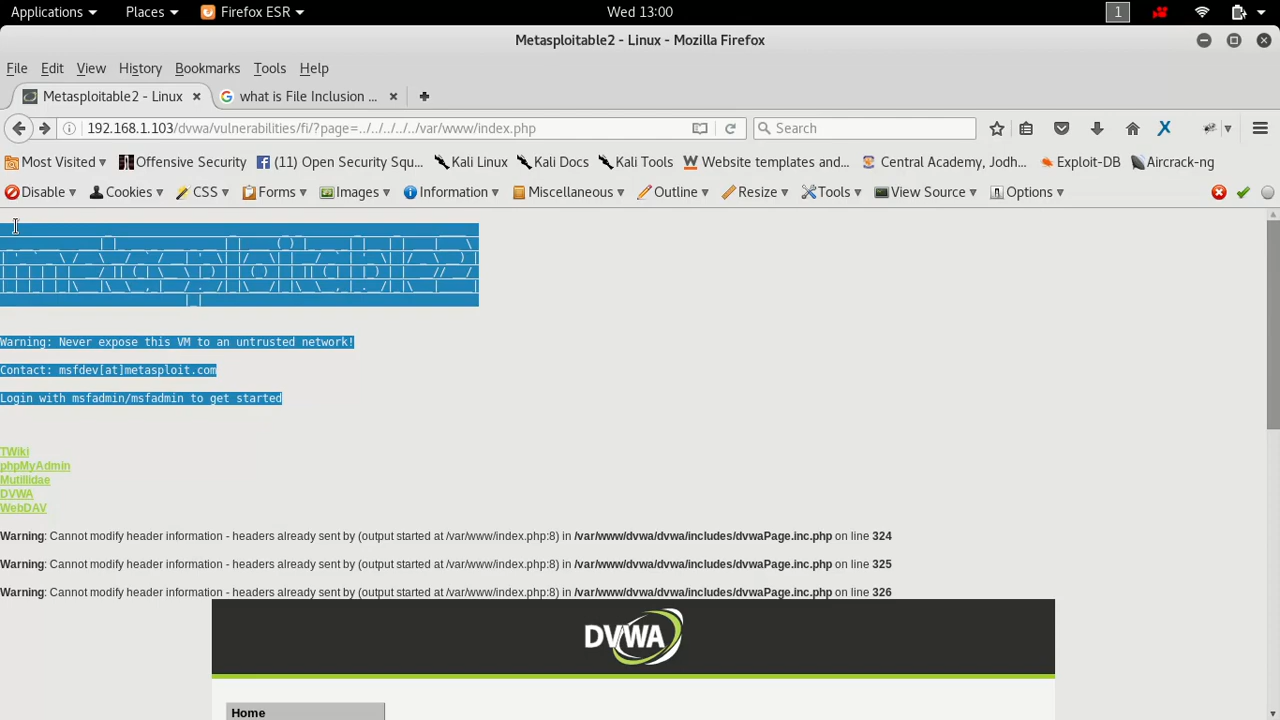 Applications Places Firefox ESR Wed 13:00 1
Metasploitable2 - Linux - Mozilla Firefox
File Edit View History Bookmarks Tools Help
Metasploitable2 - Linux what is File Inclusion ...
192.168.1.103/dvwa/vulnerabilities/fi/?page=../../../../../var/www/index.php Search
Most Visited Offensive Security (11) Open Security Squ... Kali Linux Kali Docs Kali Tools Website templates and... Central Academy, Jodh... Exploit-DB Aircrack-ng
Disable Cookies CSS Forms Images Information Miscellaneous Outline Resize Tools View Source Options
metasploitable2
Warning: Never expose this VM to an untrusted network!
Contact: msfdev[at]metasploit.com
Login with msfadmin/msfadmin to get started
TWiki
phpMyAdmin
Mutillidae
DVWA
WebDAV
Warning: Cannot modify header information - headers already sent by (output started at /var/www/index.php:8) in /var/www/dvwa/dvwa/includes/dvwaPage.inc.php on line 324
Warning: Cannot modify header information - headers already sent by (output started at /var/www/index.php:8) in /var/www/dvwa/dvwa/includes/dvwaPage.inc.php on line 325
Warning: Cannot modify header information - headers already sent by (output started at /var/www/index.php:8) in /var/www/dvwa/dvwa/includes/dvwaPage.inc.php on line 326
DVWA
Home